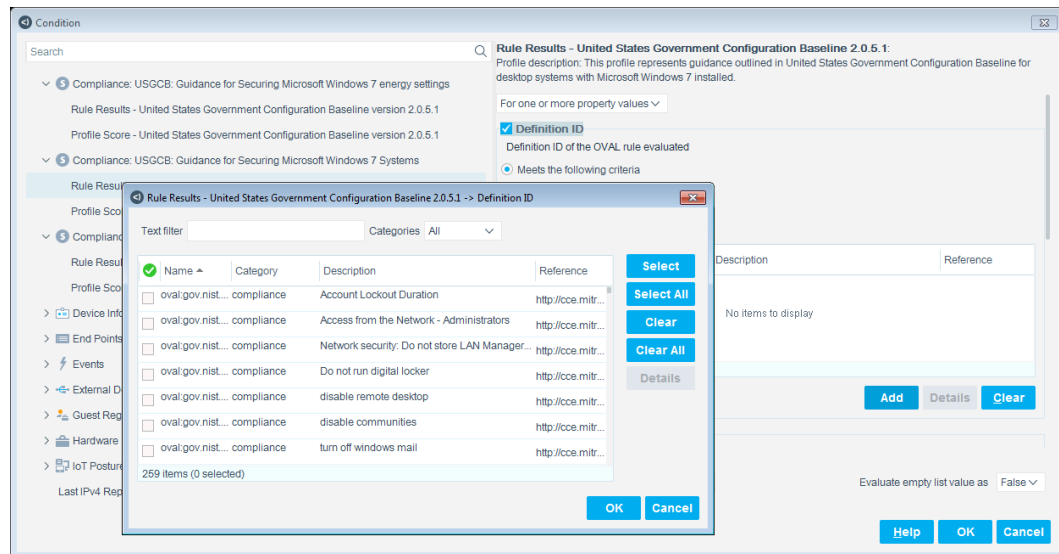 Condition
Search
Compliance: USGCB: Guidance for Securing Microsoft Windows 7 energy settings
Rule Results - United States Government Configuration Baseline version 2.0.5.1
Profile Score - United States Government Configuration Baseline version 2.0.5.1
Compliance: USGCB: Guidance for Securing Microsoft Windows 7 Systems
Rule Resul
Profile Sco
Complianc
Rule Resul
Profile Sco
Device Info
End Points
Events
External D
Guest Reg
Hardware
IoT Posture
Last IPv4 Rep
Rule Results - United States Government Configuration Baseline 2.0.5.1:
Profile description: This profile represents guidance outlined in United States Government Configuration Baseline for
desktop systems with Microsoft Windows 7 installed.
For one or more property values
Definition ID
Definition ID of the OVAL rule evaluated
Meets the following criteria
Description Reference
No items to display
Add Details Clear
Evaluate empty list value as False
Help OK Cancel
Rule Results - United States Government Configuration Baseline 2.0.5.1 -> Definition ID
Text filter Categories All
Name Category Description Reference
oval:gov.nist.... compliance Account Lockout Duration http://cce.mitr...
oval:gov.nist.... compliance Access from the Network - Administrators http://cce.mitr...
oval:gov.nist.... compliance Network security: Do not store LAN Manager... http://cce.mitr...
oval:gov.nist.... compliance Do not run digital locker http://cce.mitr...
oval:gov.nist.... compliance disable remote desktop http://cce.mitr...
oval:gov.nist.... compliance disable communities http://cce.mitr...
oval:gov.nist.... compliance turn off windows mail http://cce.mitr...
259 items (0 selected)
Select
Select All
Clear
Clear All
Details
OK Cancel